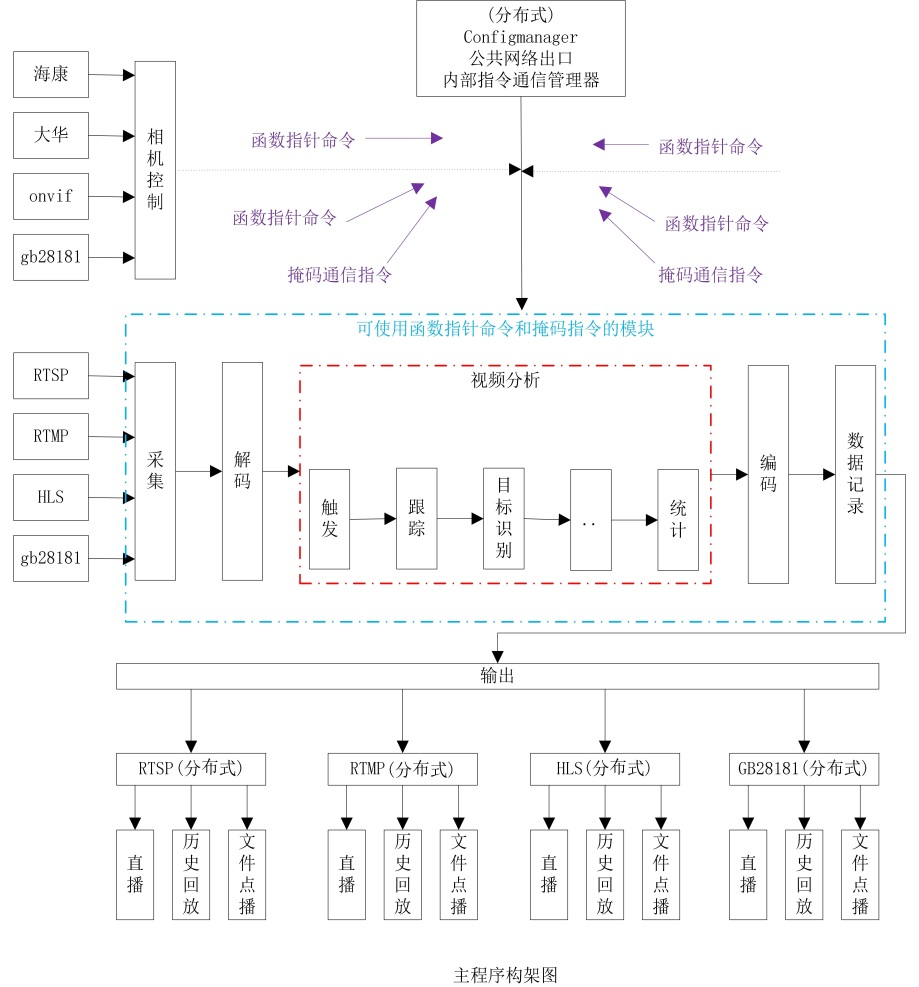 (分布式)
Configmanager
公共网络出口
内部指令通信管理器
海康
大华
onvif
gb28181
相机控制
函数指针命令
函数指针命令
函数指针命令
函数指针命令
掩码通信指令
掩码通信指令
可使用函数指针命令和掩码指令的模块
RTSP
RTMP
HLS
gb28181
采集
解码
视频分析
触发
跟踪
目标识别
..
统计
编码
数据记录
输出
RTSP(分布式)
RTMP(分布式)
HLS(分布式)
GB28181(分布式)
直播
历史回放
文件点播
直播
历史回放
文件点播
直播
历史回放
文件点播
直播
历史回放
文件点播
主程序构架图